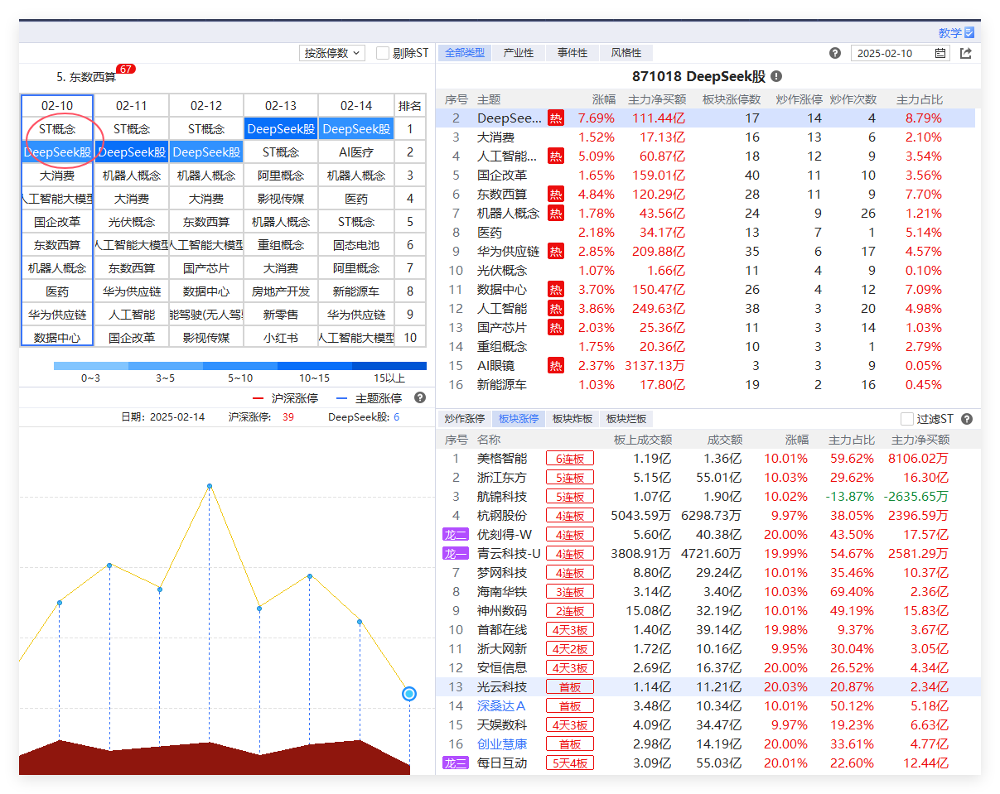 教学
按涨停数 剔除ST
5. 东数西算 67
02-10 02-11 02-12 02-13 02-14 排名
ST概念 ST概念 ST概念 DeepSeek股 DeepSeek股 1
DeepSeek股 DeepSeek股 DeepSeek股 ST概念 AI医疗 2
大消费 机器人概念 机器人概念 阿里概念 机器人概念 3
人工智能大模型 大消费 大消费 影视传媒 医药 4
国企改革 光伏概念 东数西算 机器人概念 ST概念 5
东数西算 人工智能大模型 人工智能大模型 重组概念 固态电池 6
机器人概念 东数西算 国产芯片 大消费 阿里概念 7
医药 华为供应链 数据中心 房地产开发 新能源车 8
华为供应链 人工智能 能驾驶(无人驾 新零售 华为供应链 9
数据中心 国企改革 影视传媒 小红书 人工智能大模型 10
0~3 3~5 5~10 10~15 15以上
沪深涨停 主题涨停
日期: 2025-02-14 沪深涨停: 39 DeepSeek股: 6
全部类型 产业性 事件性 风格性 2025-02-10
871018 DeepSeek股
序号 主题 涨幅 主力净买额 板块涨停数 炒作涨停 炒作次数 主力占比
2 DeepSee... 热 7.69% 111.44亿 17 14 4 8.79%
3 大消费 1.52% 17.13亿 16 13 6 2.10%
4 人工智能... 热 5.09% 60.87亿 18 12 9 3.54%
5 国企改革 1.65% 159.01亿 40 11 10 3.56%
6 东数西算 热 4.84% 120.29亿 28 11 9 7.70%
7 机器人概念 热 1.78% 43.56亿 24 9 26 1.21%
8 医药 2.18% 34.17亿 13 7 1 5.14%
9 华为供应链 热 2.85% 209.88亿 35 6 17 4.57%
10 光伏概念 1.07% 1.66亿 11 4 9 0.10%
11 数据中心 热 3.70% 150.47亿 26 4 12 7.09%
12 人工智能 热 3.86% 249.63亿 38 3 20 4.98%
13 国产芯片 热 2.03% 25.36亿 11 3 14 1.03%
14 重组概念 1.75% 20.36亿 10 3 1 2.79%
15 AI眼镜 热 2.37% 3137.13万 3 3 9 0.05%
16 新能源车 1.03% 17.80亿 19 2 16 0.45%
炒作涨停 板块涨停 板块炸板 板块烂板 过滤ST
序号 名称 板上成交额 成交额 涨幅 主力占比 主力净买额
1 美格智能 6连板 1.19亿 1.36亿 10.01% 59.62% 8106.02万
2 浙江东方 5连板 5.15亿 55.01亿 10.03% 29.62% 16.30亿
3 航锦科技 5连板 1.07亿 1.90亿 10.02% -13.87% -2635.65万
4 杭钢股份 4连板 5043.59万 6298.73万 9.97% 38.05% 2396.59万
龙二 优刻得-W 4连板 5.60亿 40.38亿 20.00% 43.50% 17.57亿
龙一 青云科技-U 4连板 3808.91万 4721.60万 19.99% 54.67% 2581.29万
7 梦网科技 4连板 8.80亿 29.24亿 10.01% 35.46% 10.37亿
8 海南华铁 3连板 3.14亿 3.40亿 10.03% 69.40% 2.36亿
9 神州数码 2连板 15.08亿 32.19亿 10.01% 49.19% 15.83亿
10 首都在线 4天3板 1.40亿 39.14亿 19.98% 9.37% 3.67亿
11 浙大网新 4天2板 1.72亿 10.16亿 9.95% 30.04% 3.05亿
12 安恒信息 4天3板 2.69亿 16.37亿 20.00% 26.52% 4.34亿
13 光云科技 首板 1.14亿 11.21亿 20.03% 20.87% 2.34亿
14 深桑达A 首板 3.48亿 10.34亿 10.01% 50.12% 5.18亿
15 天娱数科 4天3板 4.09亿 34.47亿 9.97% 19.23% 6.63亿
16 创业慧康 首板 2.98亿 14.19亿 20.00% 33.61% 4.77亿
龙三 每日互动 5天4板 3.09亿 55.03亿 20.01% 22.60% 12.44亿